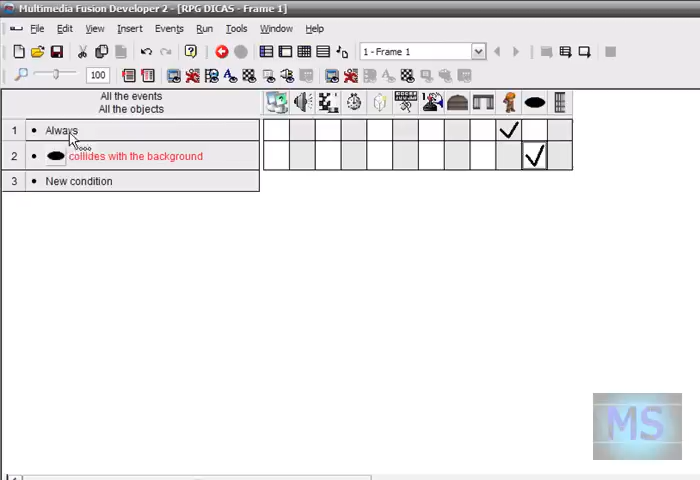 Multimedia Fusion Developer 2 - [RPG DICAS - Frame 1]
File Edit View Insert Events Run Tools Window Help
1 - Frame 1
100
All the events
All the objects
1 • Always
2 • collides with the background
3 • New condition
MS